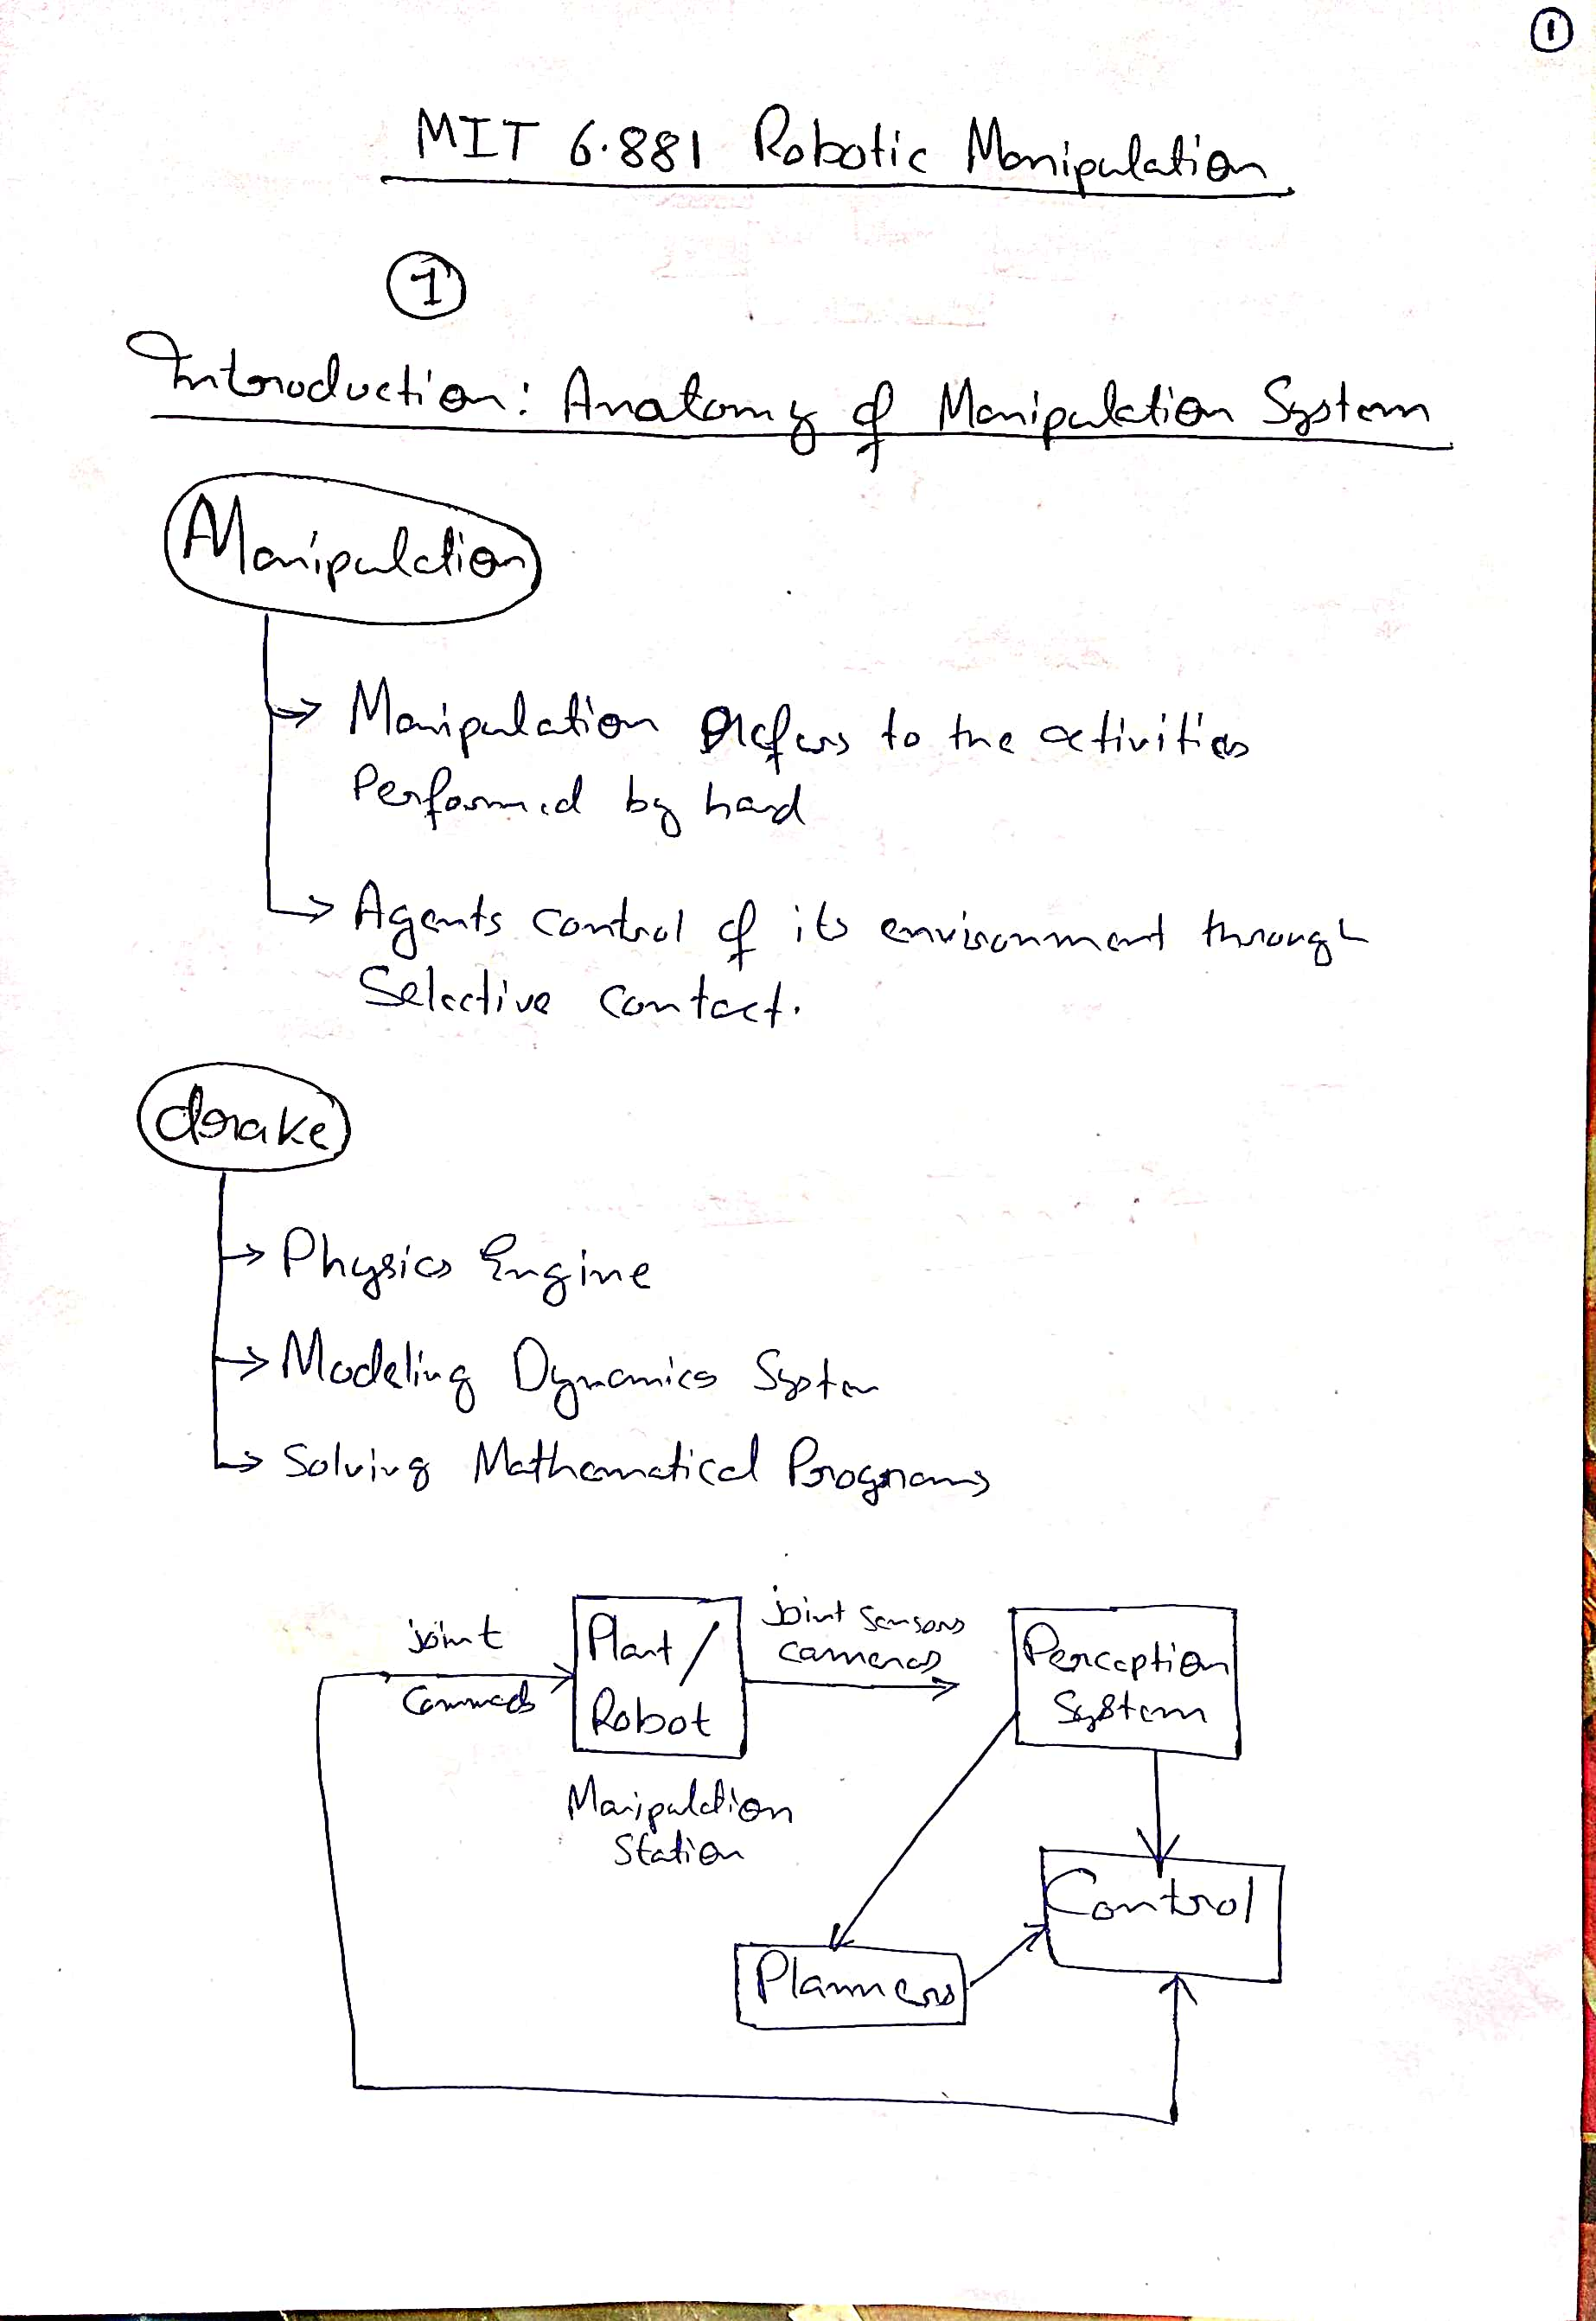 1
MIT 6.881 Robotic Manipulation
1
Introduction: Anatomy of Manipulation System
Manipulation
Manipulation Refers to the activities
Performed by hand
Agents control of its environment through
Selective contact.
drake
Physics Engine
Modeling Dynamics System
Solving Mathematical Programs
joint
Commads
Plant/
Robot
joint sensors
cameras
Perception
System
Manipulation
Station
Control
Planners